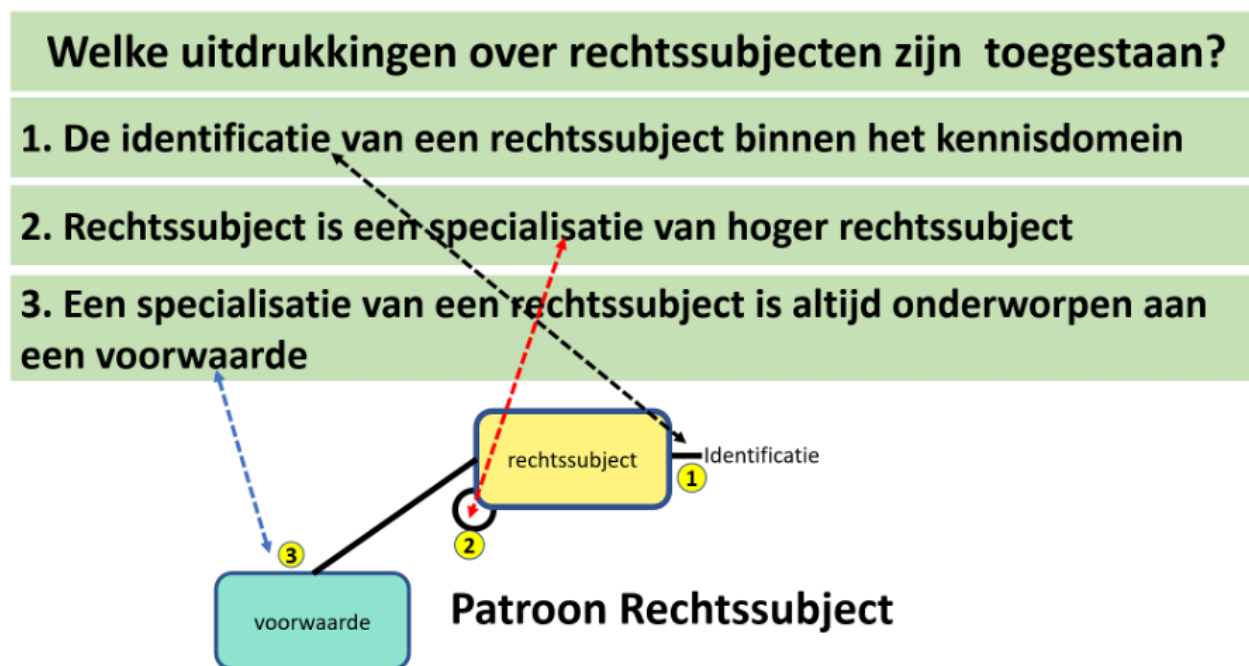 Welke uitdrukkingen over rechtssubjecten zijn toegestaan?
1. De identificatie van een rechtssubject binnen het kennisdomein
2. Rechtssubject is een specialisatie van hoger rechtssubject
3. Een specialisatie van een rechtssubject is altijd onderworpen aan
een voorwaarde
rechtssubject
Identificatie
1
2
3
voorwaarde
Patroon Rechtssubject